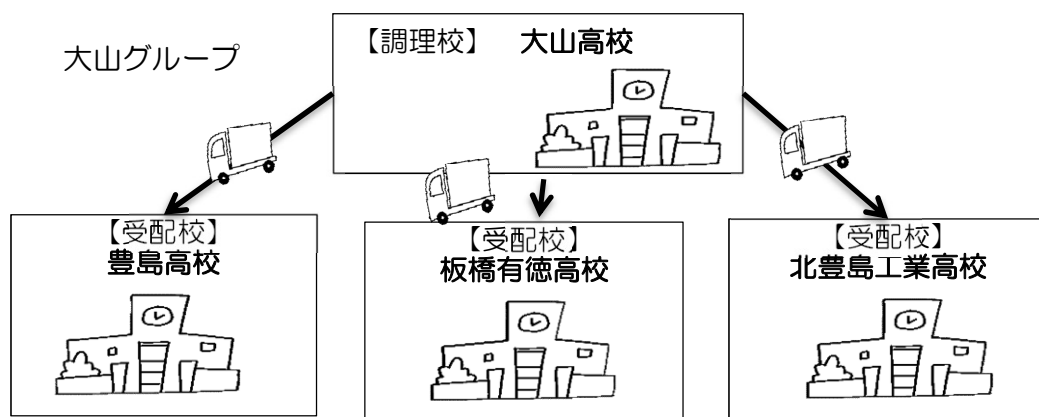 大山グループ
【調理校】 大山高校
【受配校】
豊島高校
【受配校】
板橋有徳高校
【受配校】
北豊島工業高校